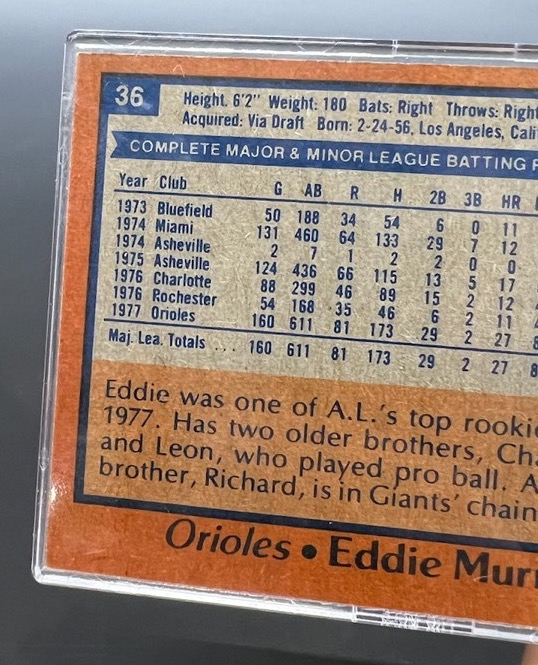 36
Height. 6'2" Weight: 180 Bats: Right Throws: Right
Acquired: Via Draft Born: 2-24-56, Los Angeles, Cali
COMPLETE MAJOR & MINOR LEAGUE BATTING
Year Club G AB R H 2B 3B HR
1973 Bluefield 50 188 34 54 6 0 11
1974 Miami 131 460 64 133 29 7 12
1974 Asheville 2 7 1 2 2 0 0
1975 Asheville 124 436 66 115 13 5 17
1976 Charlotte 88 299 46 89 15 2 12
1976 Rochester 54 168 35 46 6 2 11
1977 Orioles 160 611 81 173 29 2 27 8
Maj. Lea. Totals ... 160 611 81 173 29 2 27 8
Eddie was one of A.L.'s top rooki
1977. Has two older brothers, Cha
and Leon, who played pro ball. A
brother, Richard, is in Giants' chain
Orioles • Eddie Murr